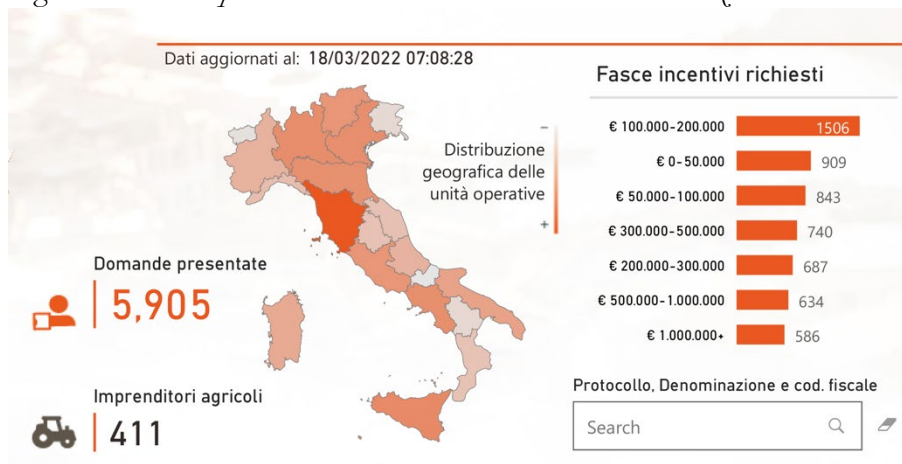 Dati aggiornati al: 18/03/2022 07:08:28
Distribuzione
geografica delle
unità operative
−
+
Domande presentate
5,905
Imprenditori agricoli
411
Fasce incentivi richiesti
€ 100.000-200.000 1506
€ 0-50.000 909
€ 50.000-100.000 843
€ 300.000-500.000 740
€ 200.000-300.000 687
€ 500.000-1.000.000 634
€ 1.000.000+ 586
Protocollo, Denominazione e cod. fiscale
Search